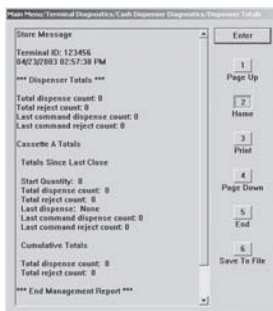 Main Menu/Terminal Diagnostics/Cash Dispenser Diagnostics/Dispenser Totals
Store Message
Terminal ID: 123456
04/23/2003 02:57:38 PM
*** Dispenser Totals ***
Total dispense count: 0
Total reject count: 0
Last command dispense count: 0
Last command reject count: 0
Cassette A Totals
Totals Since Last Close
Start Quantity: 0
Total dispense count: 0
Total reject count: 0
Last dispense: None
Last command dispense count: 0
Last command reject count: 0
Cumulative Totals
Total dispense count: 0
Total reject count: 0
*** End Management Report ***
Enter
1
Page Up
2
Home
3
Print
4
Page Down
5
End
6
Save To File